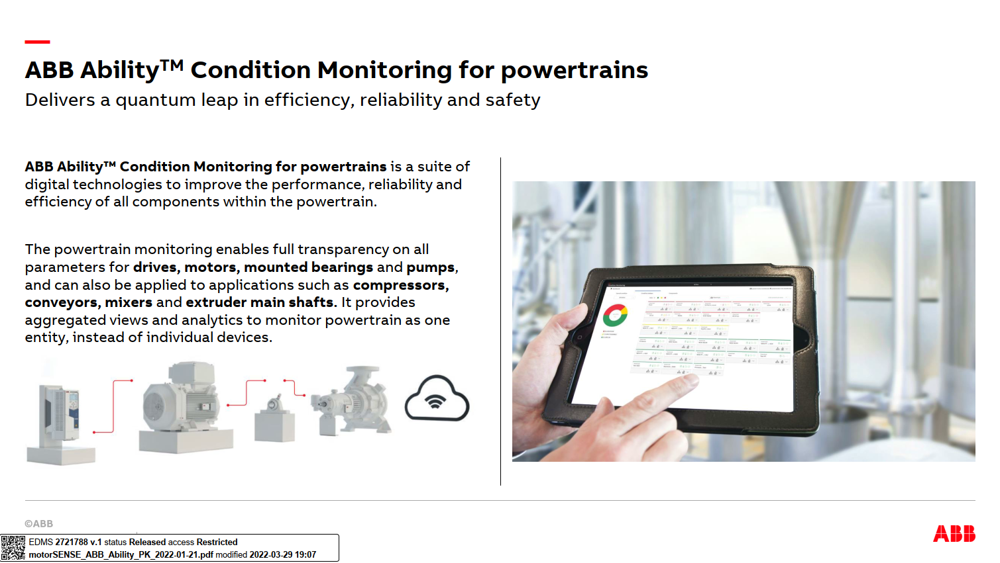 ABB Ability™ Condition Monitoring for powertrains
Delivers a quantum leap in efficiency, reliability and safety
ABB Ability™ Condition Monitoring for powertrains is a suite of
digital technologies to improve the performance, reliability and
efficiency of all components within the powertrain.
The powertrain monitoring enables full transparency on all
parameters for drives, motors, mounted bearings and pumps,
and can also be applied to applications such as compressors,
conveyors, mixers and extruder main shafts. It provides
aggregated views and analytics to monitor powertrain as one
entity, instead of individual devices.
©ABB
EDMS 2721788 v.1 status Released access Restricted
motorSENSE_ABB_Ability_PK_2022-01-21.pdf modified 2022-03-29 19:07
ABB